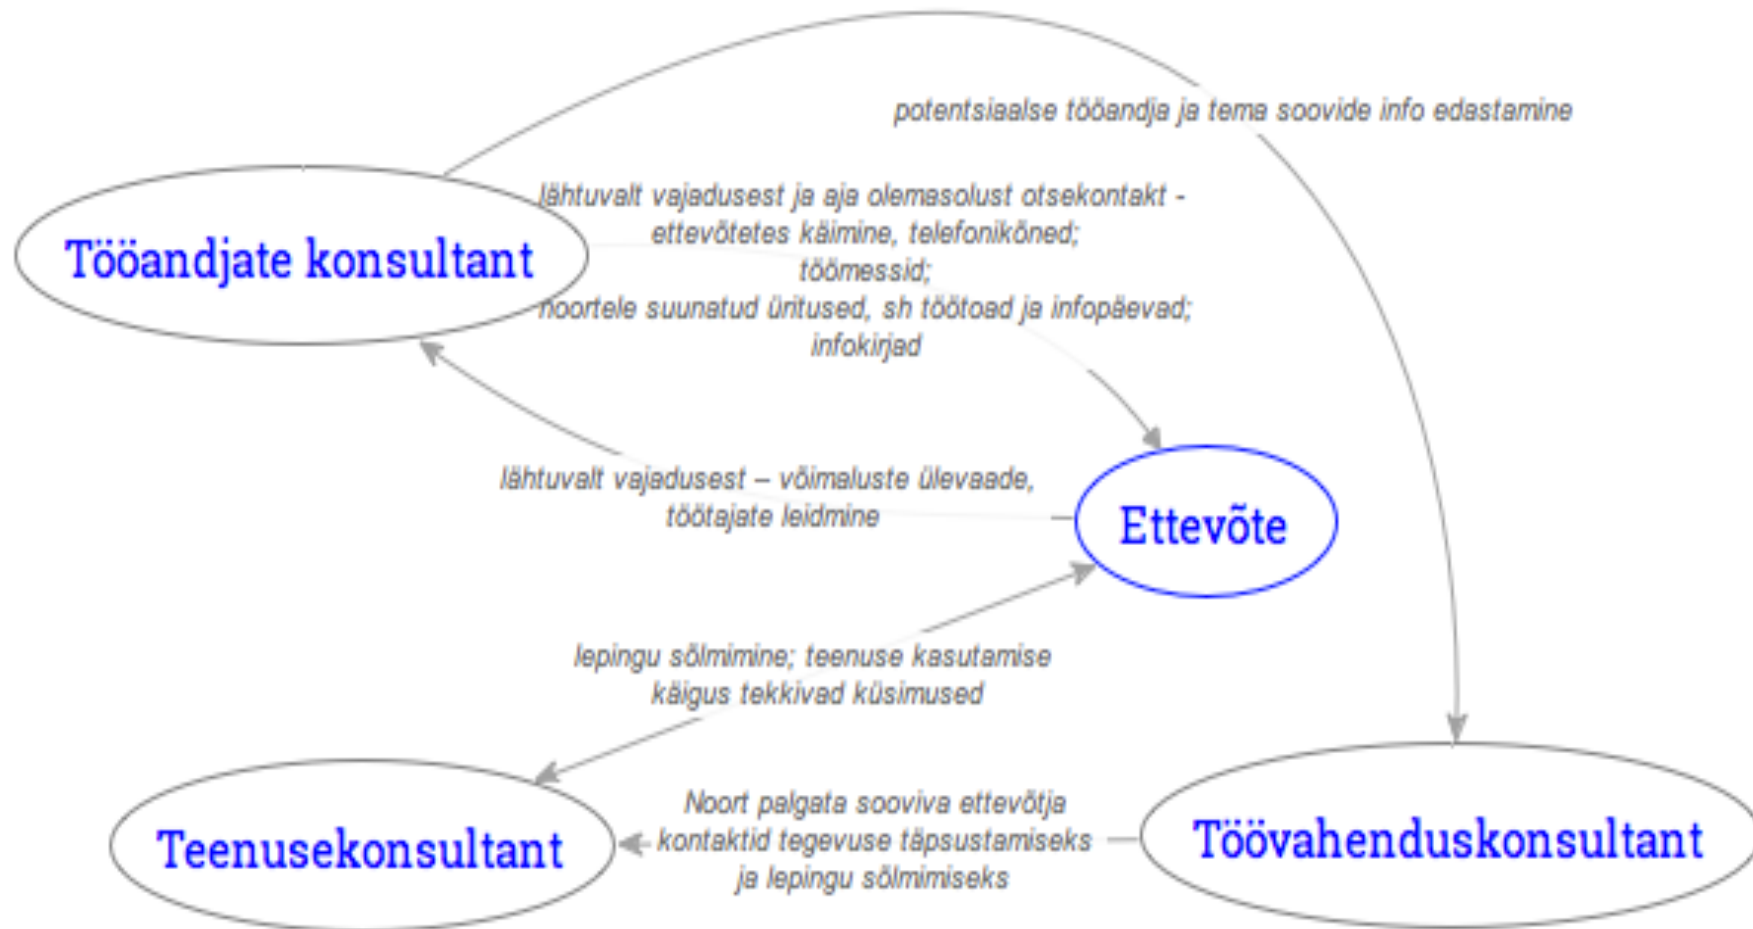 potentsiaalse tööandja ja tema soovide info edastamine
lähtuvalt vajadusest ja aja olemasolust otsekontakt -
ettevõtetes käimine, telefonikõned;
töömessid;
noortele suunatud üritused, sh töötoad ja infopäevad;
infokirjad
Tööandjate konsultant
lähtuvalt vajadusest – võimaluste ülevaade,
töötajate leidmine
Ettevõte
lepingu sõlmimine; teenuse kasutamise
käigus tekkivad küsimused
Noort palgata sooviva ettevõtja
kontaktid tegevuse täpsustamiseks
ja lepingu sõlmimiseks
Teenusekonsultant
Töövahenduskonsultant